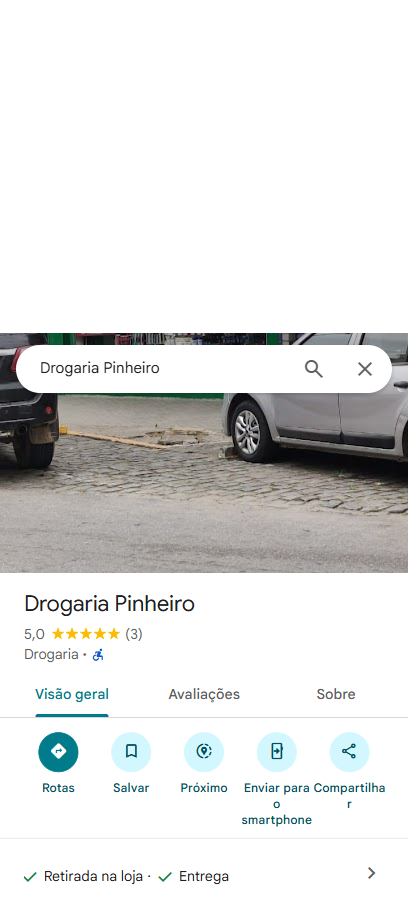 Drogaria Pinheiro
Drogaria Pinheiro
5,0 (3)
Drogaria ·
Visão geral
Avaliações
Sobre
Rotas
Salvar
Próximo
Enviar para
o
smartphone
Compartilha
r
Retirada na loja ·
Entrega